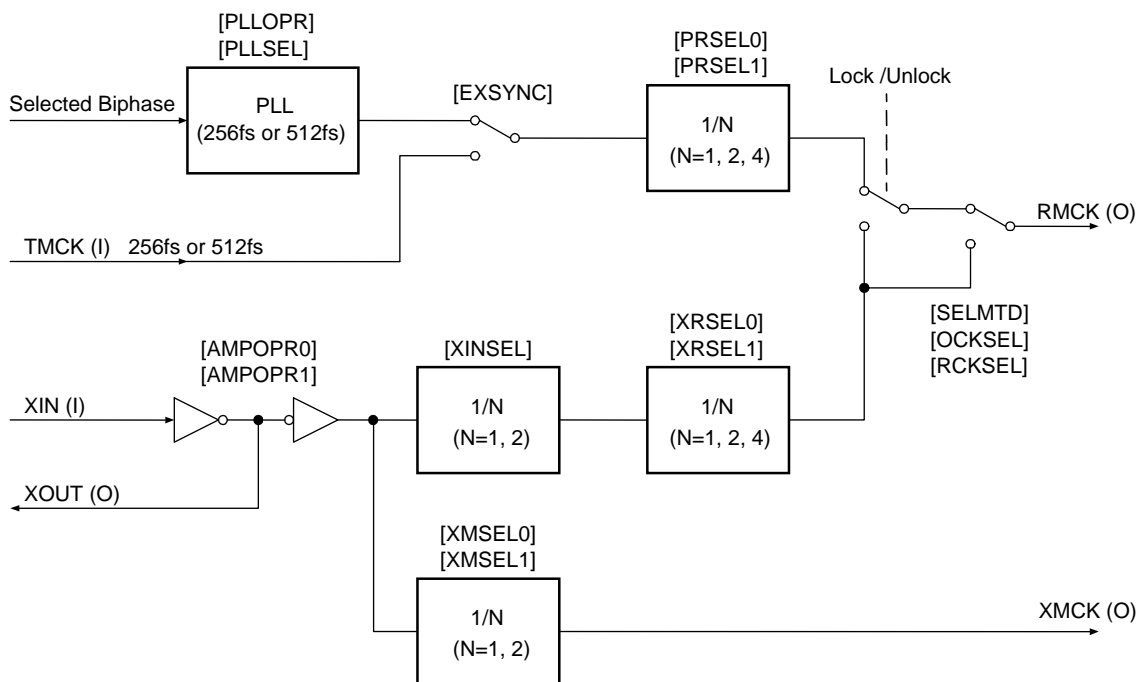 [PLLOPR]
[PLLSEL]
[PRSEL0]
[PRSEL1]
Lock /Unlock
Selected Biphase
PLL
(256fs or 512fs)
[EXSYNC]
1/N
(N=1, 2, 4)
RMCK (O)
TMCK (I) 256fs or 512fs
[SELMTD]
[OCKSEL]
[RCKSEL]
[AMPOPR0]
[AMPOPR1]
[XINSEL]
[XRSEL0]
[XRSEL1]
XIN (I)
1/N
(N=1, 2)
1/N
(N=1, 2, 4)
XOUT (O)
[XMSEL0]
[XMSEL1]
1/N
(N=1, 2)
XMCK (O)